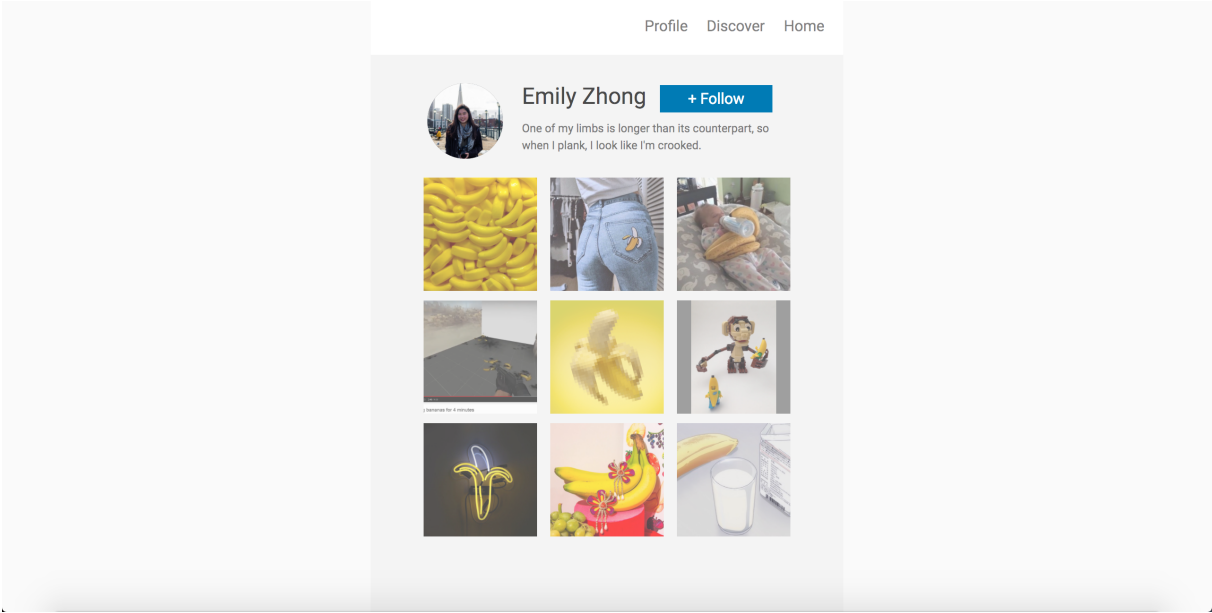 Profile Discover Home
Emily Zhong
+ Follow
One of my limbs is longer than its counterpart, so
when I plank, I look like I'm crooked.
bananas for 4 minutes